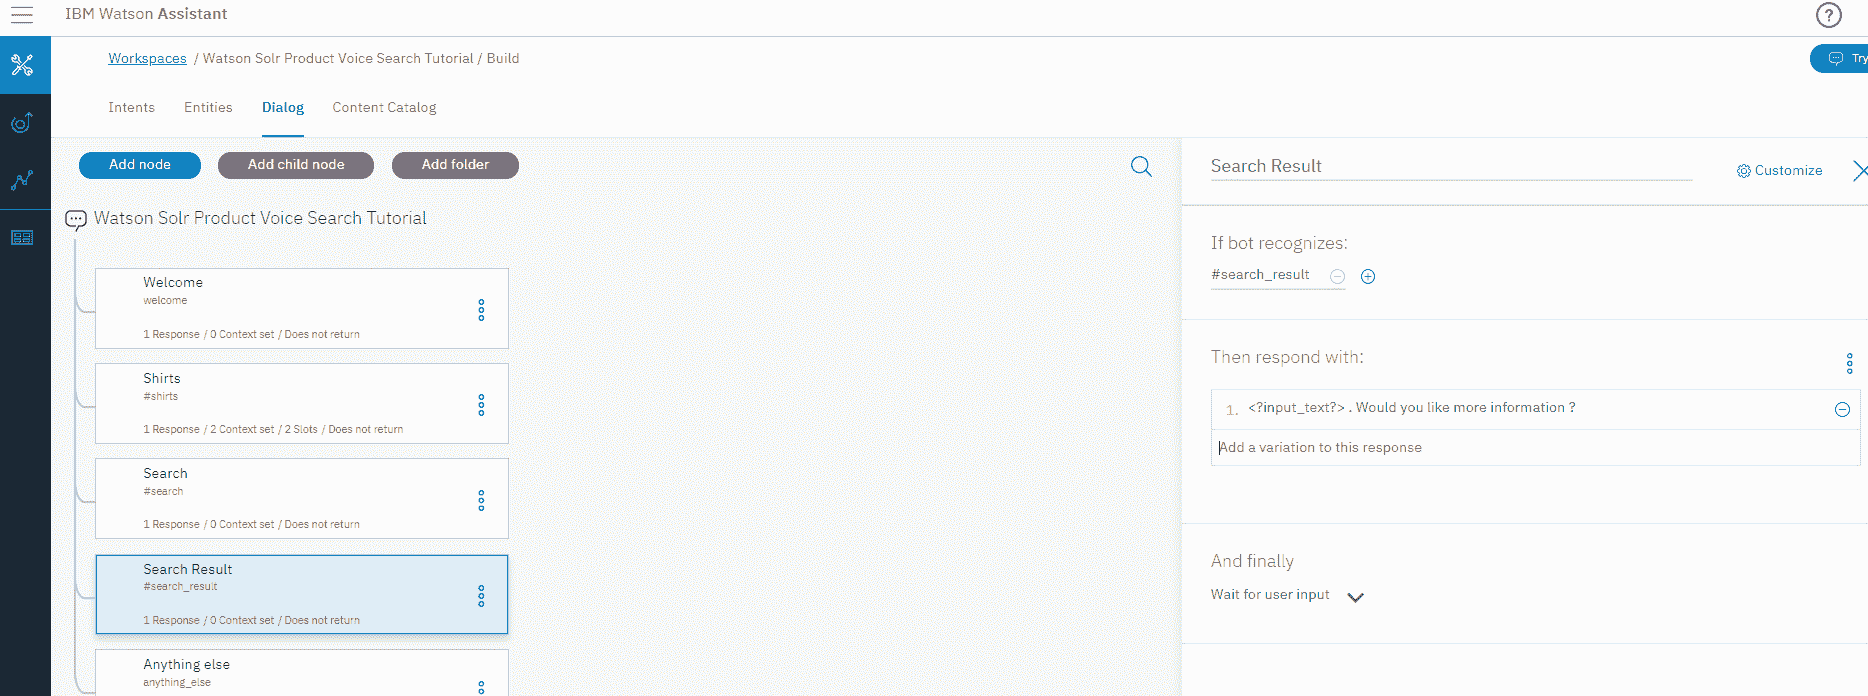 IBM Watson Assistant
Workspaces / Watson Solr Product Voice Search Tutorial / Build
Try
Intents Entities Dialog Content Catalog
Add node Add child node Add folder
Watson Solr Product Voice Search Tutorial
Welcome
welcome
1 Response / 0 Context set / Does not return
Shirts
#shirts
1 Response / 2 Context set / 2 Slots / Does not return
Search
#search
1 Response / 0 Context set / Does not return
Search Result
#search_result
1 Response / 0 Context set / Does not return
Anything else
anything_else
Search Result
Customize
If bot recognizes:
#search_result
Then respond with:
1. <?input_text?> . Would you like more information ?
Add a variation to this response
And finally
Wait for user input